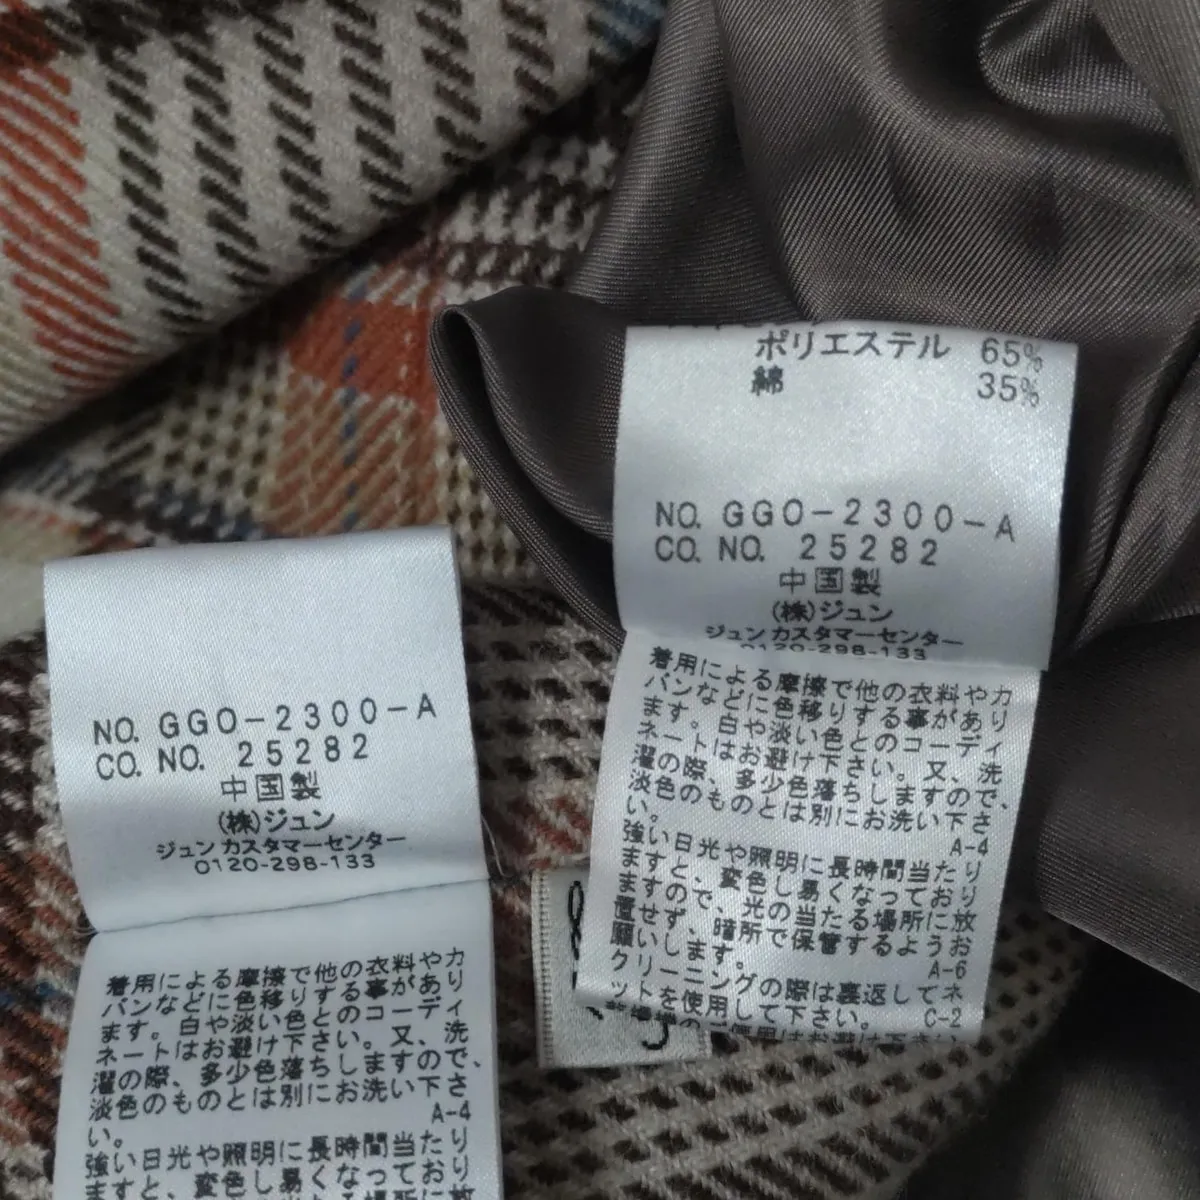 NO. GGO-2300-A
CO. NO. 25282
中国製
(株)ジュン
ジュンカスタマーセンター
0120-298-133
着用による摩擦で他の衣料やカ
バンなどに色移りする事があり
ます。白や淡い色とのコーディ
ネートはお避け下さい。又、洗
濯の際、多少色落ちしますので、
淡色のものとは別にお洗い下さ
い。
A-4
強い日光や照明に長時間当たり
ますと、変色し易くなっており
ますので、光の当たる場所に放
ポリエステル 65%
綿 35%
NO. GGO-2300-A
CO. NO. 25282
中国製
(株)ジュン
ジュンカスタマーセンター
0120-298-133
着用による摩擦で他の衣料やカ
バンなどに色移りする事があり
ます。白や淡い色とのコーディ
ネートはお避け下さい。又、洗
濯の際、多少色落ちしますので、
淡色のものとは別にお洗い下さ
い。
A-4
強い日光や照明に長時間当たり
ますと、変色し易くなっており
ますので、光の当たる場所に放
置せず、暗所で保管するようお
願いします。
A-6
クリーニングの際は裏返してネ
ットを使用して下さい。
C-2